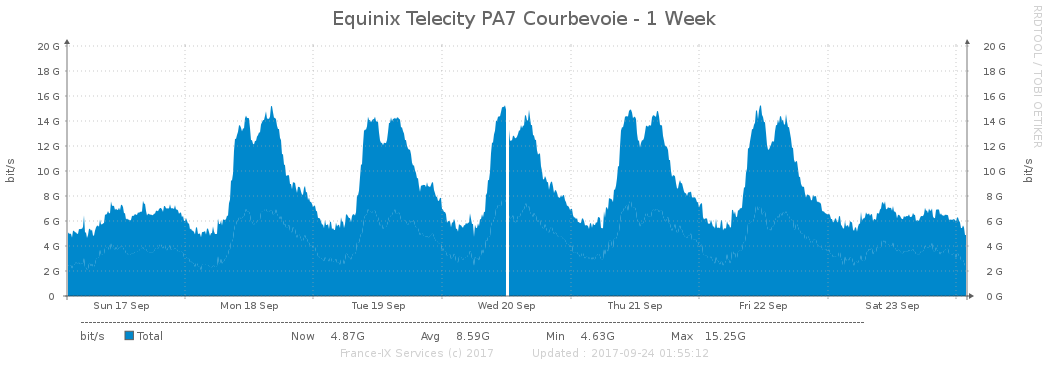 Equinix Telecity PA7 Courbevoie - 1 Week
RRDTOOL / TOBI OETIKER
bit/s
20 G 20 G
18 G 18 G
16 G 16 G
14 G 14 G
12 G 12 G
10 G 10 G
8 G 8 G
6 G 6 G
4 G 4 G
2 G 2 G
0 0 G
bit/s
Sun 17 Sep Mon 18 Sep Tue 19 Sep Wed 20 Sep Thu 21 Sep Fri 22 Sep Sat 23 Sep
bit/s Total Now 4.87G Avg 8.59G Min 4.63G Max 15.25G
France-IX Services (c) 2017 Updated : 2017-09-24 01:55:12